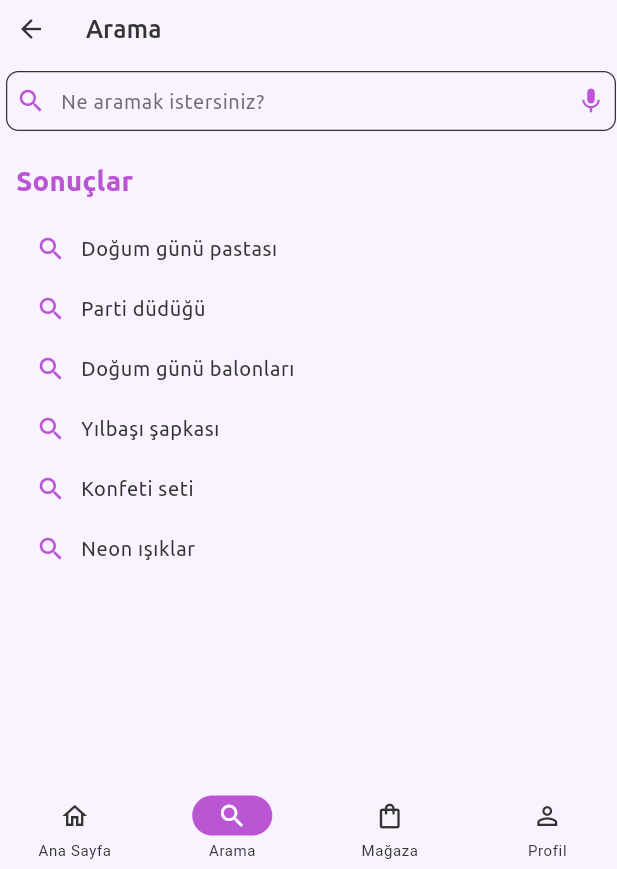 Arama
Ne aramak istersiniz?
Sonuçlar
Doğum günü pastası
Parti düdüğü
Doğum günü balonları
Yılbaşı şapkası
Konfeti seti
Neon ışıklar
Ana Sayfa
Arama
Mağaza
Profil